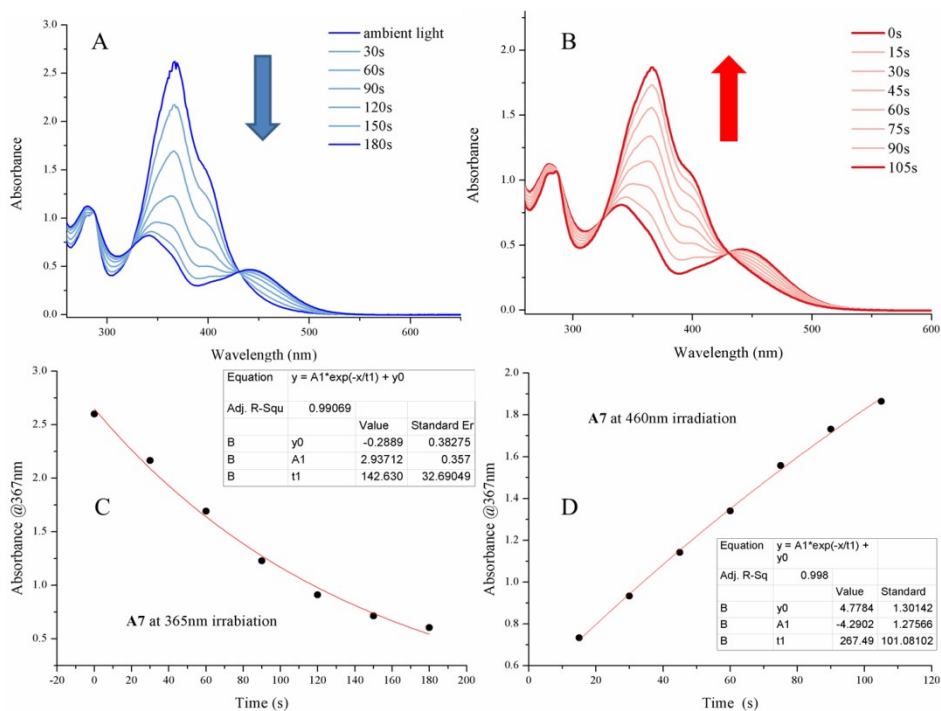 A
ambient light
30s
60s
90s
120s
150s
180s
3.0
2.5
2.0
1.5
1.0
0.5
0.0
Absorbance
300
400
500
600
Wavelength (nm)
B
0s
15s
30s
45s
60s
75s
90s
105s
2.0
1.5
1.0
0.5
0.0
Absorbance
300
400
500
600
Wavelength (nm)
3.0
2.5
2.0
1.5
1.0
0.5
Absorbance @367nm
Equation y = A1*exp(-x/t1) + y0
Adj. R-Squ 0.99069
Value Standard Er
B y0 -0.2889 0.38275
B A1 2.93712 0.357
B t1 142.630 32.69049
C
A7 at 365nm irrabiation
-20 0 20 40 60 80 100 120 140 160 180 200
Time (s)
2.0
1.8
1.6
1.4
1.2
1.0
0.8
0.6
Absorbance @367nm
A7 at 460nm irradiation
D
Equation y = A1*exp(-x/t1) +
y0
Adj. R-Sq 0.998
Value Standard
B y0 4.7784 1.30142
B A1 -4.2902 1.27566
B t1 267.49 101.08102
0 20 40 60 80 100 120
Time (s)